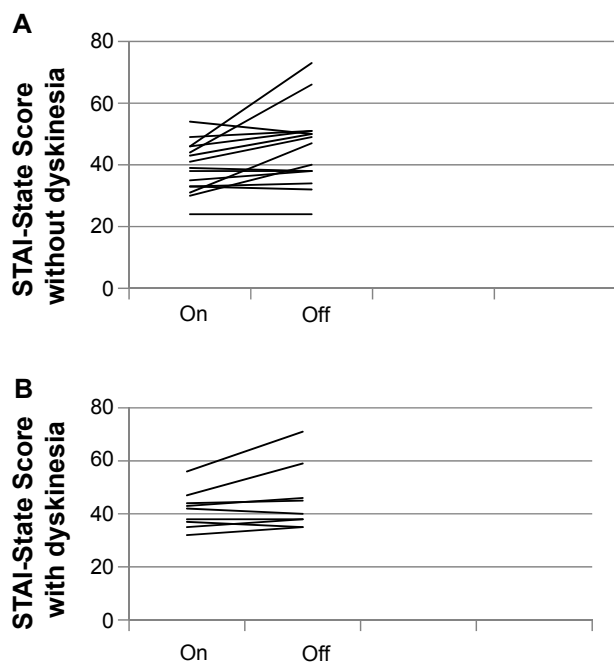 A
STAI-State Score
without dyskinesia
80
60
40
20
0
On Off
B
STAI-State Score
with dyskinesia
80
60
40
20
0
On Off